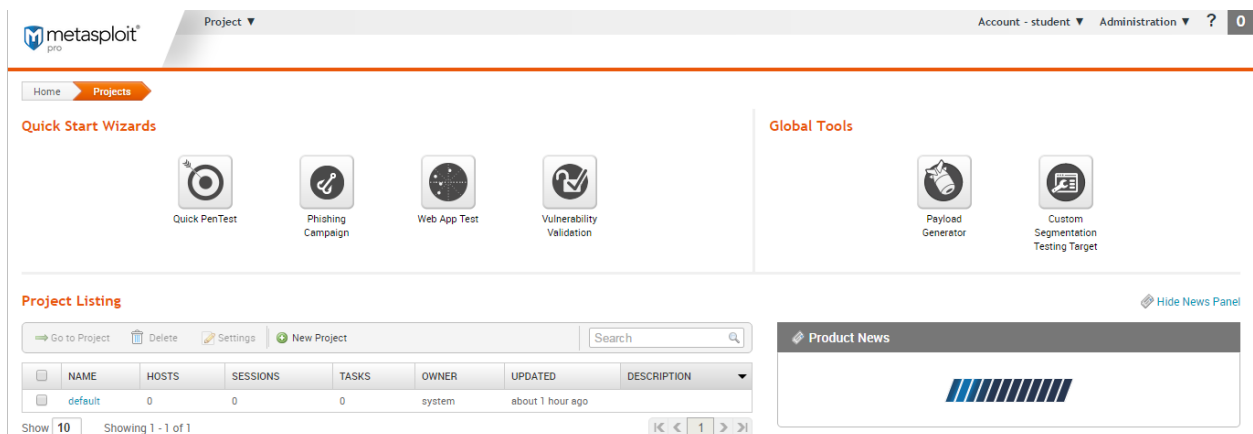 metasploit®
pro
Project ▼
Account - student ▼ Administration ▼ ? 0
Home Projects
Quick Start Wizards
Quick PenTest
Phishing
Campaign
Web App Test
Vulnerability
Validation
Global Tools
Payload
Generator
Custom
Segmentation
Testing Target
Project Listing
Hide News Panel
Go to Project Delete Settings New Project Search
NAME HOSTS SESSIONS TASKS OWNER UPDATED DESCRIPTION
default 0 0 0 system about 1 hour ago
Show 10 Showing 1 - 1 of 1 1
Product News